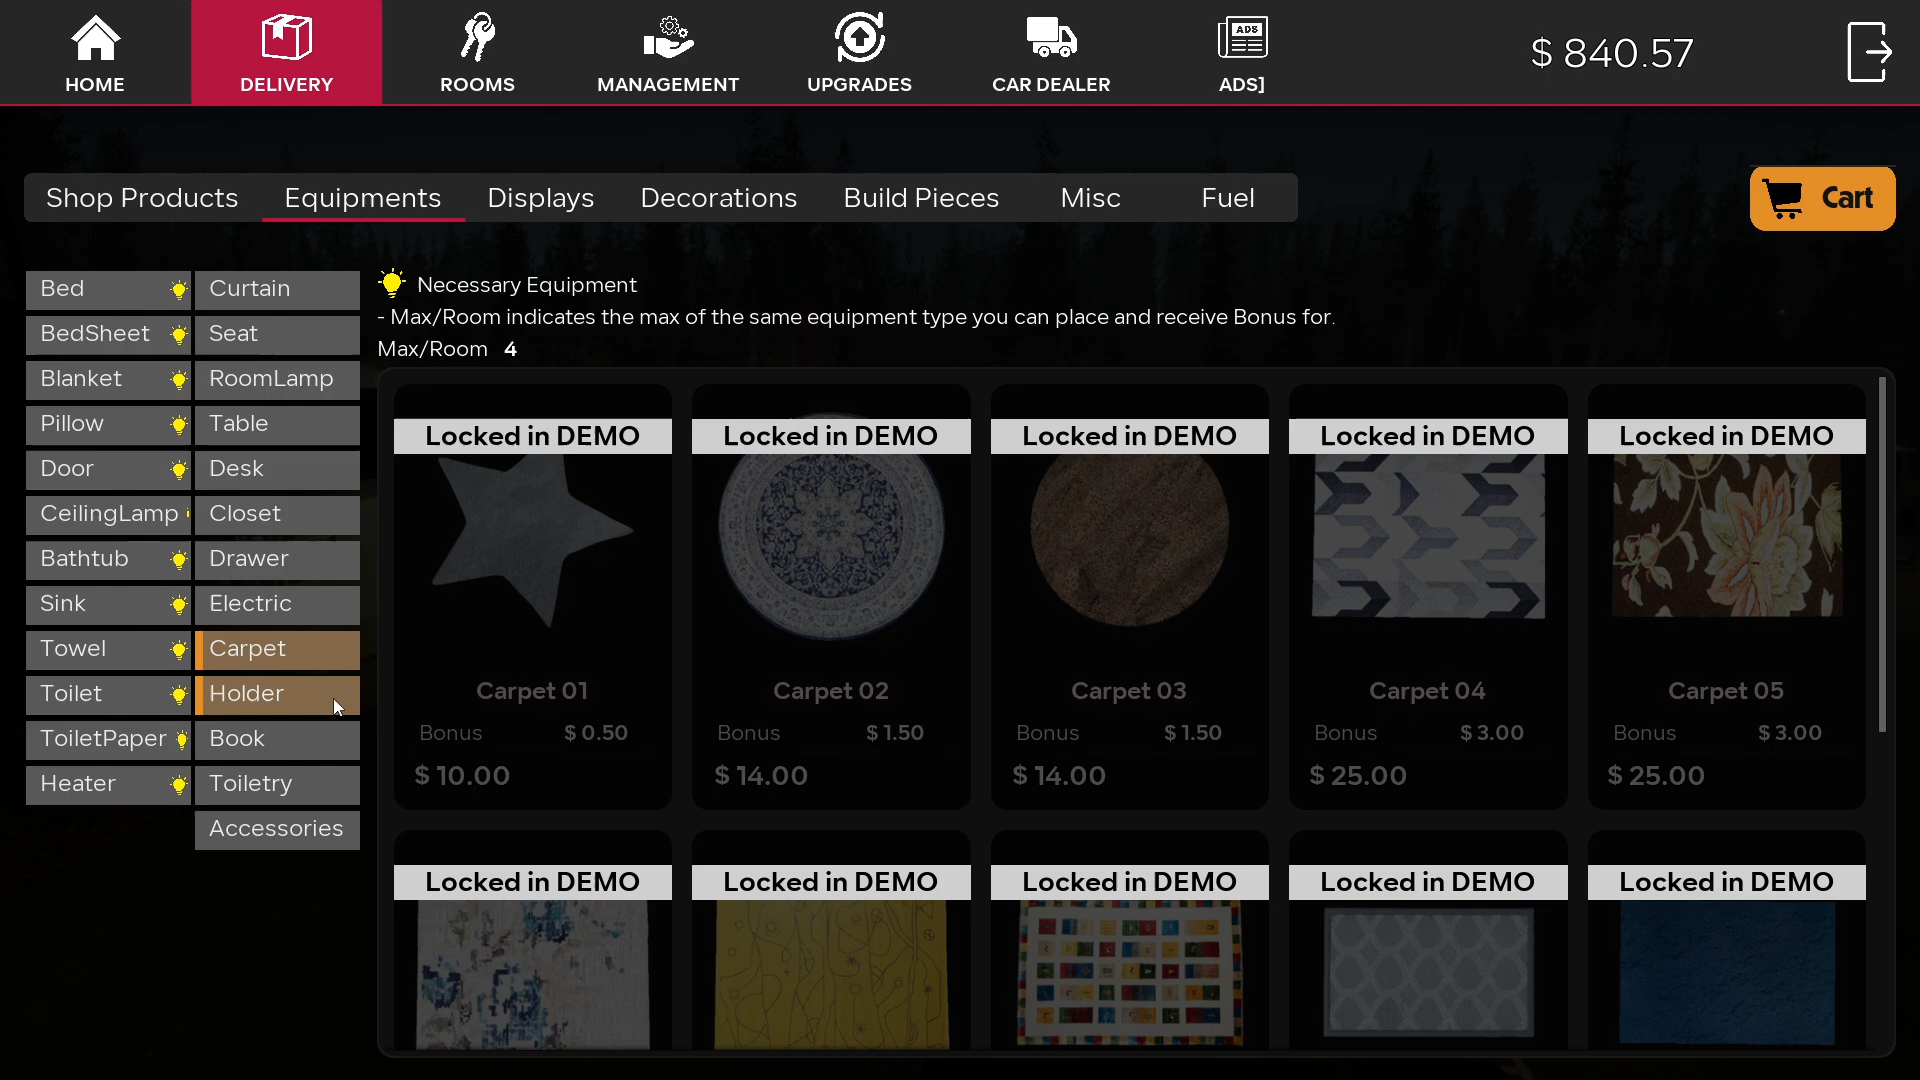 HOME
DELIVERY
ROOMS
MANAGEMENT
UPGRADES
CAR DEALER
ADS
ADS]
$ 840.57
Shop Products
Equipments
Displays
Decorations
Build Pieces
Misc
Fuel
Cart
Bed
Curtain
BedSheet
Seat
Blanket
RoomLamp
Pillow
Table
Door
Desk
CeilingLamp
Closet
Bathtub
Drawer
Sink
Electric
Towel
Carpet
Toilet
Holder
ToiletPaper
Book
Heater
Toiletry
Accessories
Necessary Equipment
- Max/Room indicates the max of the same equipment type you can place and receive Bonus for.
Max/Room 4
Locked in DEMO
Carpet 01
Bonus $ 0.50
$ 10.00
Locked in DEMO
Carpet 02
Bonus $ 1.50
$ 14.00
Locked in DEMO
Carpet 03
Bonus $ 1.50
$ 14.00
Locked in DEMO
Carpet 04
Bonus $ 3.00
$ 25.00
Locked in DEMO
Carpet 05
Bonus $ 3.00
$ 25.00
Locked in DEMO
Locked in DEMO
Locked in DEMO
Locked in DEMO
Locked in DEMO